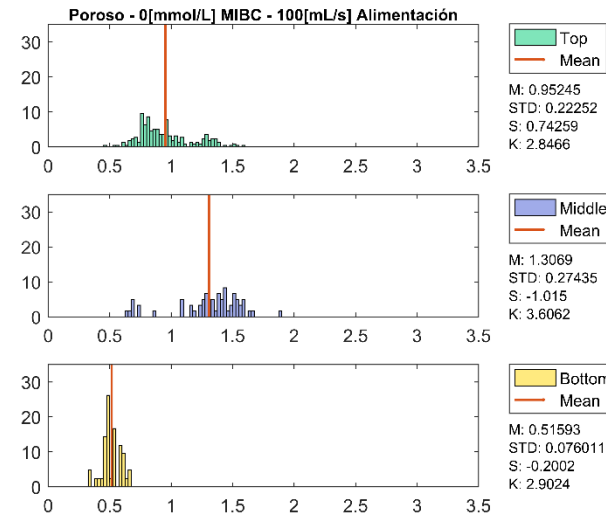 Poroso - 0[mmol/L] MIBC - 100[mL/s] Alimentación
30
20
10
0
0 0.5 1 1.5 2 2.5 3 3.5
Top
Mean
M: 0.95245
STD: 0.22252
S: 0.74259
K: 2.8466
30
20
10
0
0 0.5 1 1.5 2 2.5 3 3.5
Middle
Mean
M: 1.3069
STD: 0.27435
S: -1.015
K: 3.6062
30
20
10
0
0 0.5 1 1.5 2 2.5 3 3.5
Bottom
Mean
M: 0.51593
STD: 0.076011
S: -0.2002
K: 2.9024